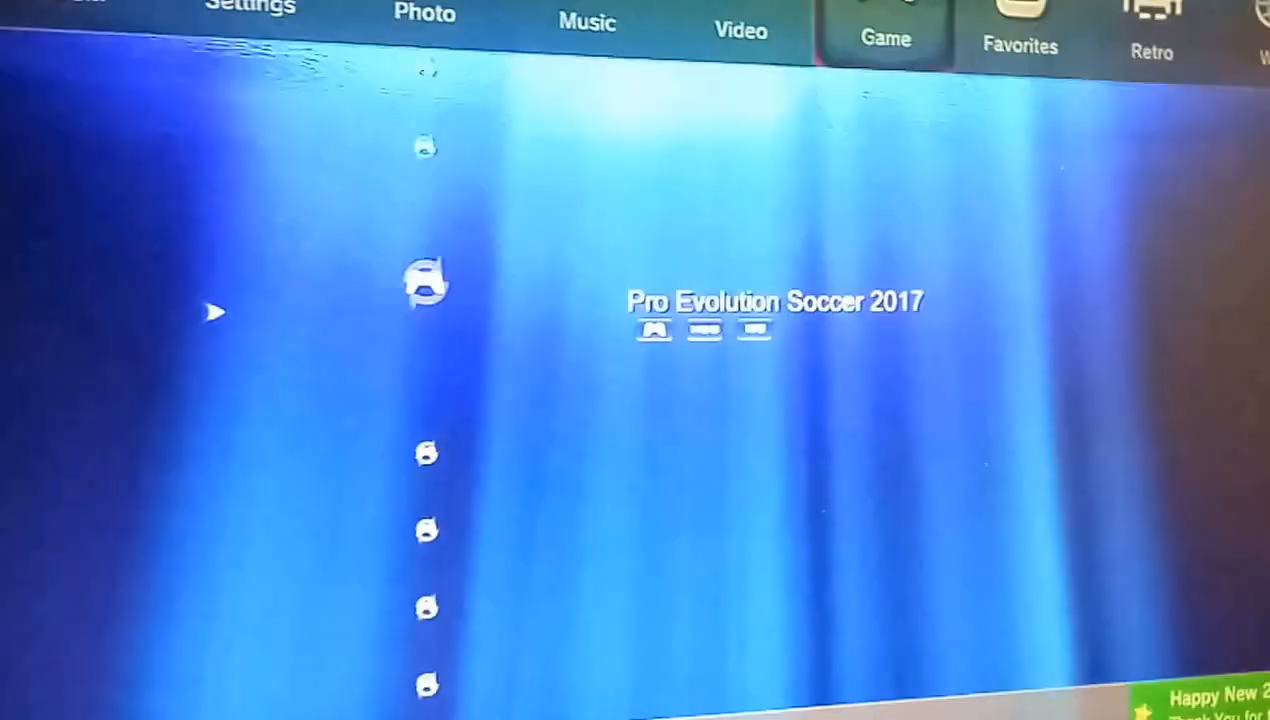 Settings
Photo
Music
Video
Game
Favorites
Retro
Pro Evolution Soccer 2017
Happy New